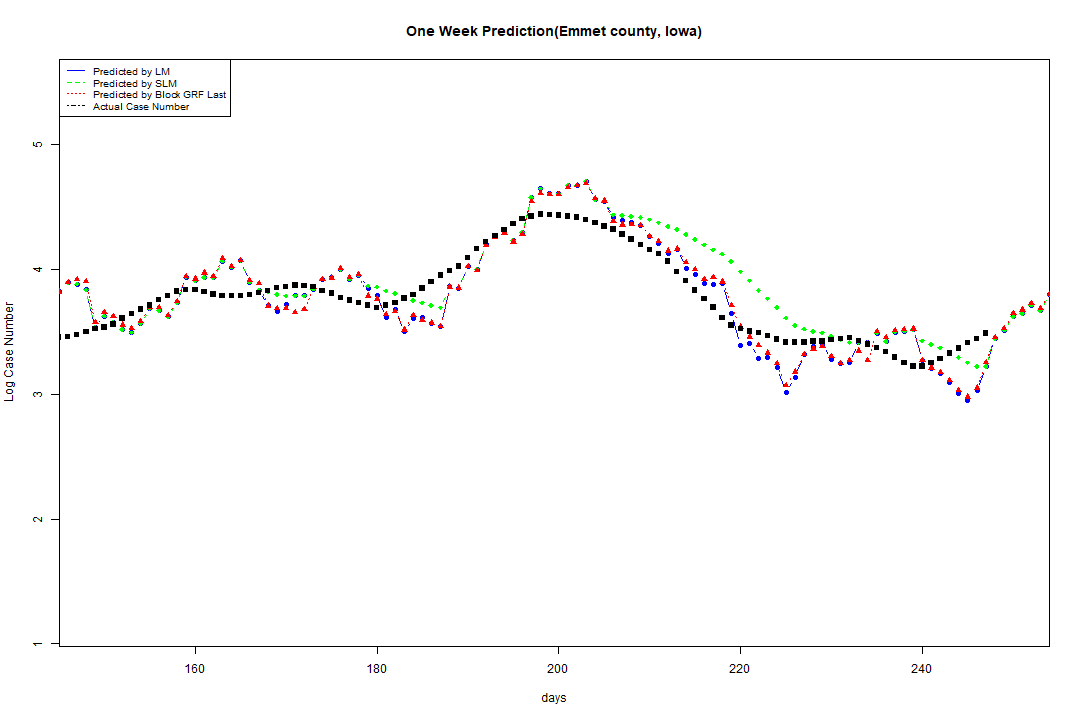 One Week Prediction(Emmet county, Iowa)
Predicted by LM
Predicted by SLM
Predicted by Block GRF Last
Actual Case Number
5
4
3
2
1
Log Case Number
160 180 200 220 240
days